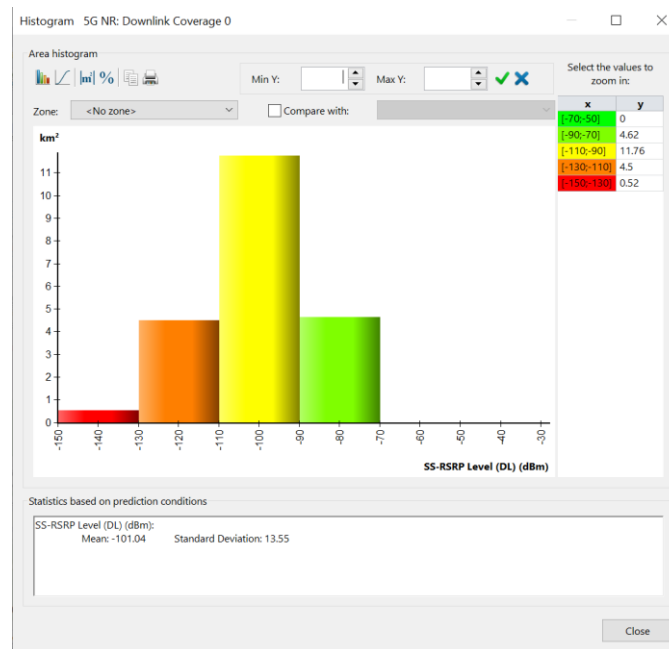 Histogram 5G NR: Downlink Coverage 0
Area histogram
Min Y: Max Y:
Select the values to
zoom in:
Zone: <No zone> Compare with:
x y
[-70;-50] 0
[-90;-70] 4.62
[-110;-90] 11.76
[-130;-110] 4.5
[-150;-130] 0.52
km²
11
10
9
8
7
6
5
4
3
2
1
0
-150 -140 -130 -120 -110 -100 -90 -80 -70 -60 -50 -40 -30
SS-RSRP Level (DL) (dBm)
Statistics based on prediction conditions
SS-RSRP Level (DL) (dBm):
Mean: -101.04 Standard Deviation: 13.55
Close